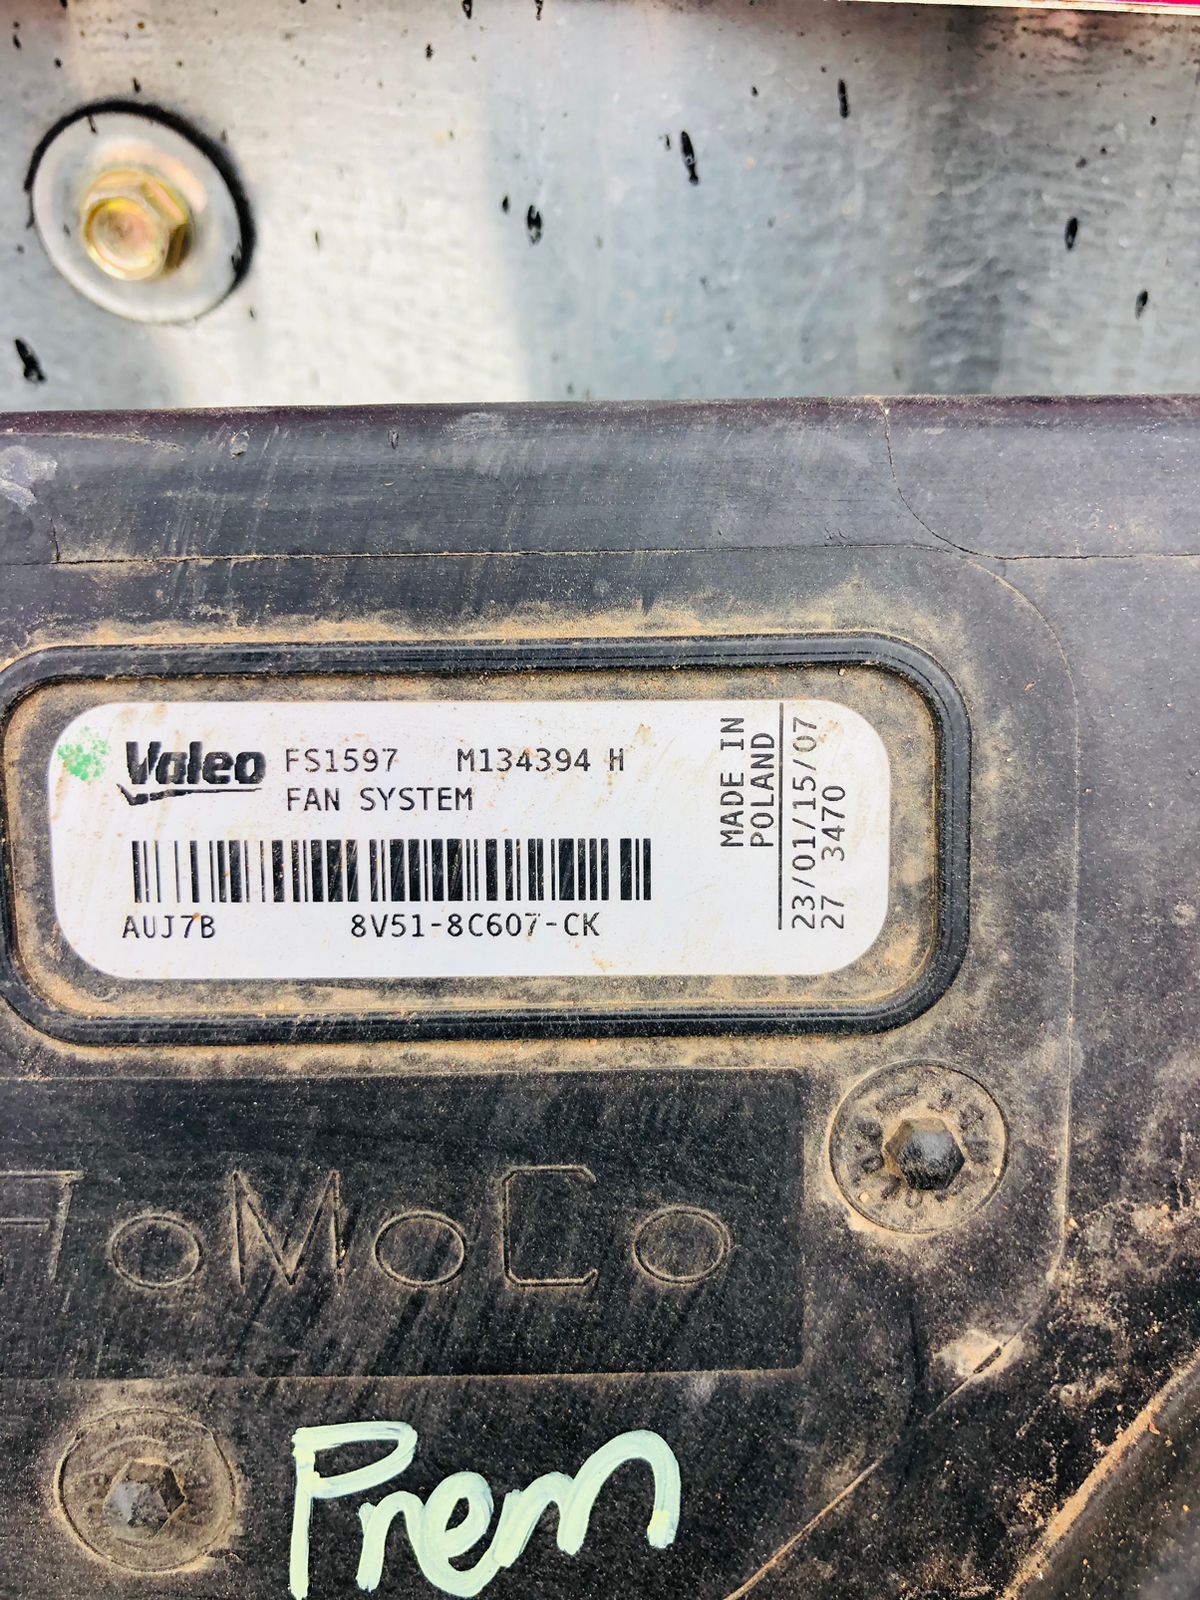 Valeo FS1597 M134394 H
FAN SYSTEM
AUJ7B 8V51-8C607-CK
MADE IN
POLAND
23/01/15/07
27 3470
FoMoCo
Prem